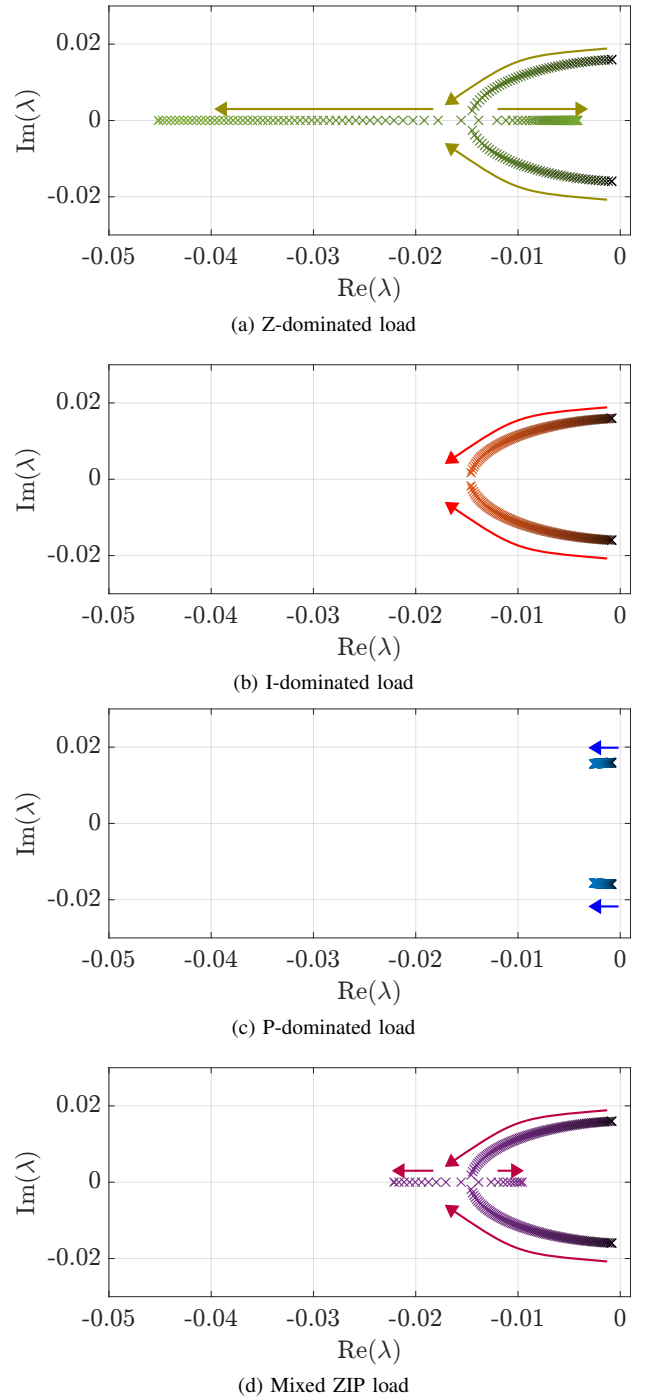 0.02
0
-0.02
Im(λ)
-0.05 -0.04 -0.03 -0.02 -0.01 0
Re(λ)
(a) Z-dominated load
0.02
0
-0.02
Im(λ)
-0.05 -0.04 -0.03 -0.02 -0.01 0
Re(λ)
(b) I-dominated load
0.02
0
-0.02
Im(λ)
-0.05 -0.04 -0.03 -0.02 -0.01 0
Re(λ)
(c) P-dominated load
0.02
0
-0.02
Im(λ)
-0.05 -0.04 -0.03 -0.02 -0.01 0
Re(λ)
(d) Mixed ZIP load